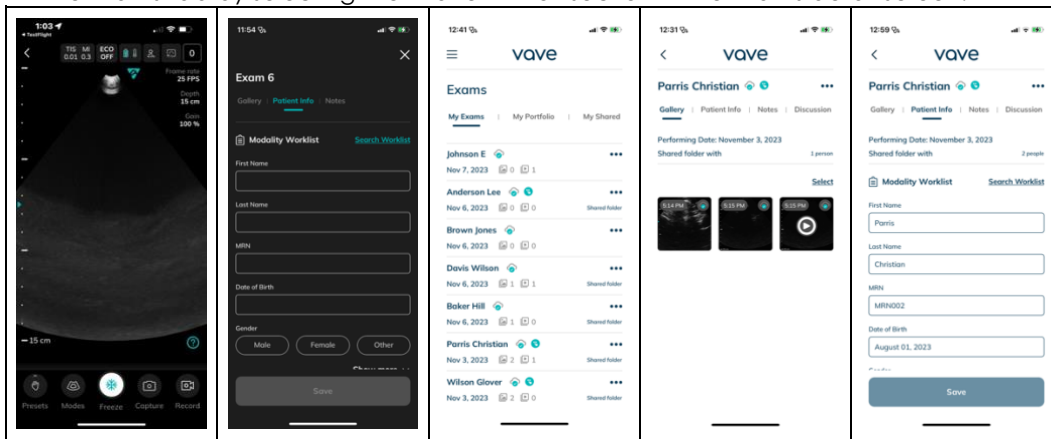 1:03
TestFlight
TIS MI
0.01 0.3
ECO
OFF
0
Frame rate
25 FPS
Depth
15 cm
Gain
100 %
15 cm
Presets Modes Freeze Capture Record
11:54
Exam 6
Gallery Patient Info Notes
Modality Worklist Search Worklist
First Name
Last Name
MRN
Date of Birth
Gender
Male Female Other
Save
12:41
vave
Exams
My Exams My Portfolio My Shared
Johnson E
Nov 7, 2023 0 1
Anderson Lee
Nov 6, 2023 0 0 Shared folder
Brown Jones
Nov 6, 2023 0 0
Davis Wilson
Nov 6, 2023 1 1 Shared folder
Baker Hill
Nov 6, 2023 1 0 Shared folder
Parris Christian
Nov 3, 2023 2 1 Shared folder
Wilson Glover
Nov 3, 2023 2 0 Shared folder
12:31
vave
Parris Christian
Gallery Patient Info Notes Discussion
Performing Date: November 3, 2023
Shared folder with 1 person
Select
5:14 PM 5:15 PM 5:15 PM
12:59
vave
Parris Christian
Gallery Patient Info Notes Discussion
Performing Date: November 3, 2023
Shared folder with 2 people
Modality Worklist Search Worklist
First Name
Parris
Last Name
Christian
MRN
MRN002
Date of Birth
August 01, 2023
Save